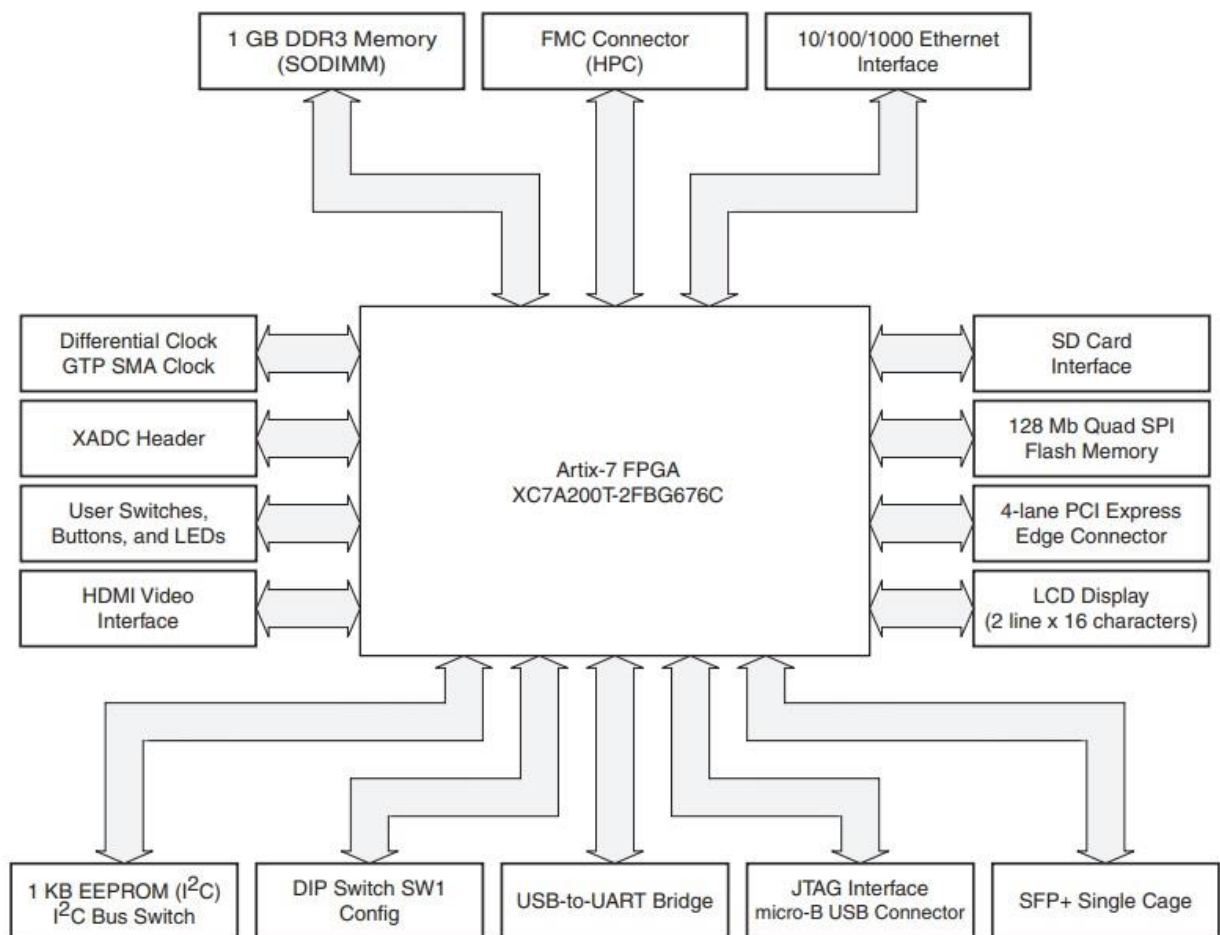 1 GB DDR3 Memory
(SODIMM)
FMC Connector
(HPC)
10/100/1000 Ethernet
Interface
Differential Clock
GTP SMA Clock
XADC Header
User Switches,
Buttons, and LEDs
HDMI Video
Interface
Artix-7 FPGA
XC7A200T-2FBG676C
SD Card
Interface
128 Mb Quad SPI
Flash Memory
4-lane PCI Express
Edge Connector
LCD Display
(2 line x 16 characters)
1 KB EEPROM (I²C)
I²C Bus Switch
DIP Switch SW1
Config
USB-to-UART Bridge
JTAG Interface
micro-B USB Connector
SFP+ Single Cage